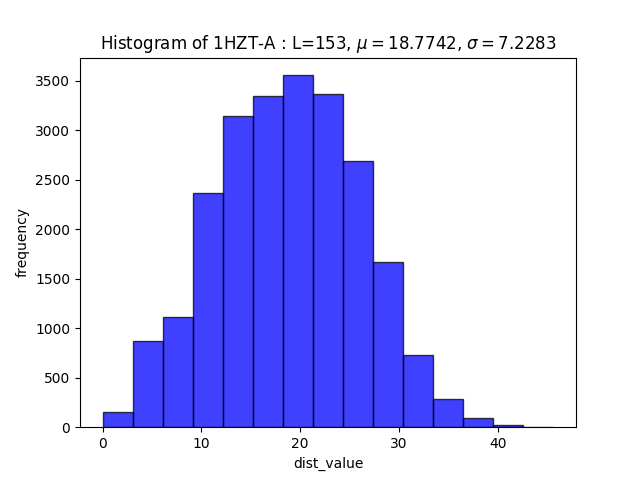 Histogram of 1HZT-A : L=153, μ = 18.7742, σ = 7.2283
3500
3000
2500
2000
1500
1000
500
0
frequency
0 10 20 30 40
dist_value